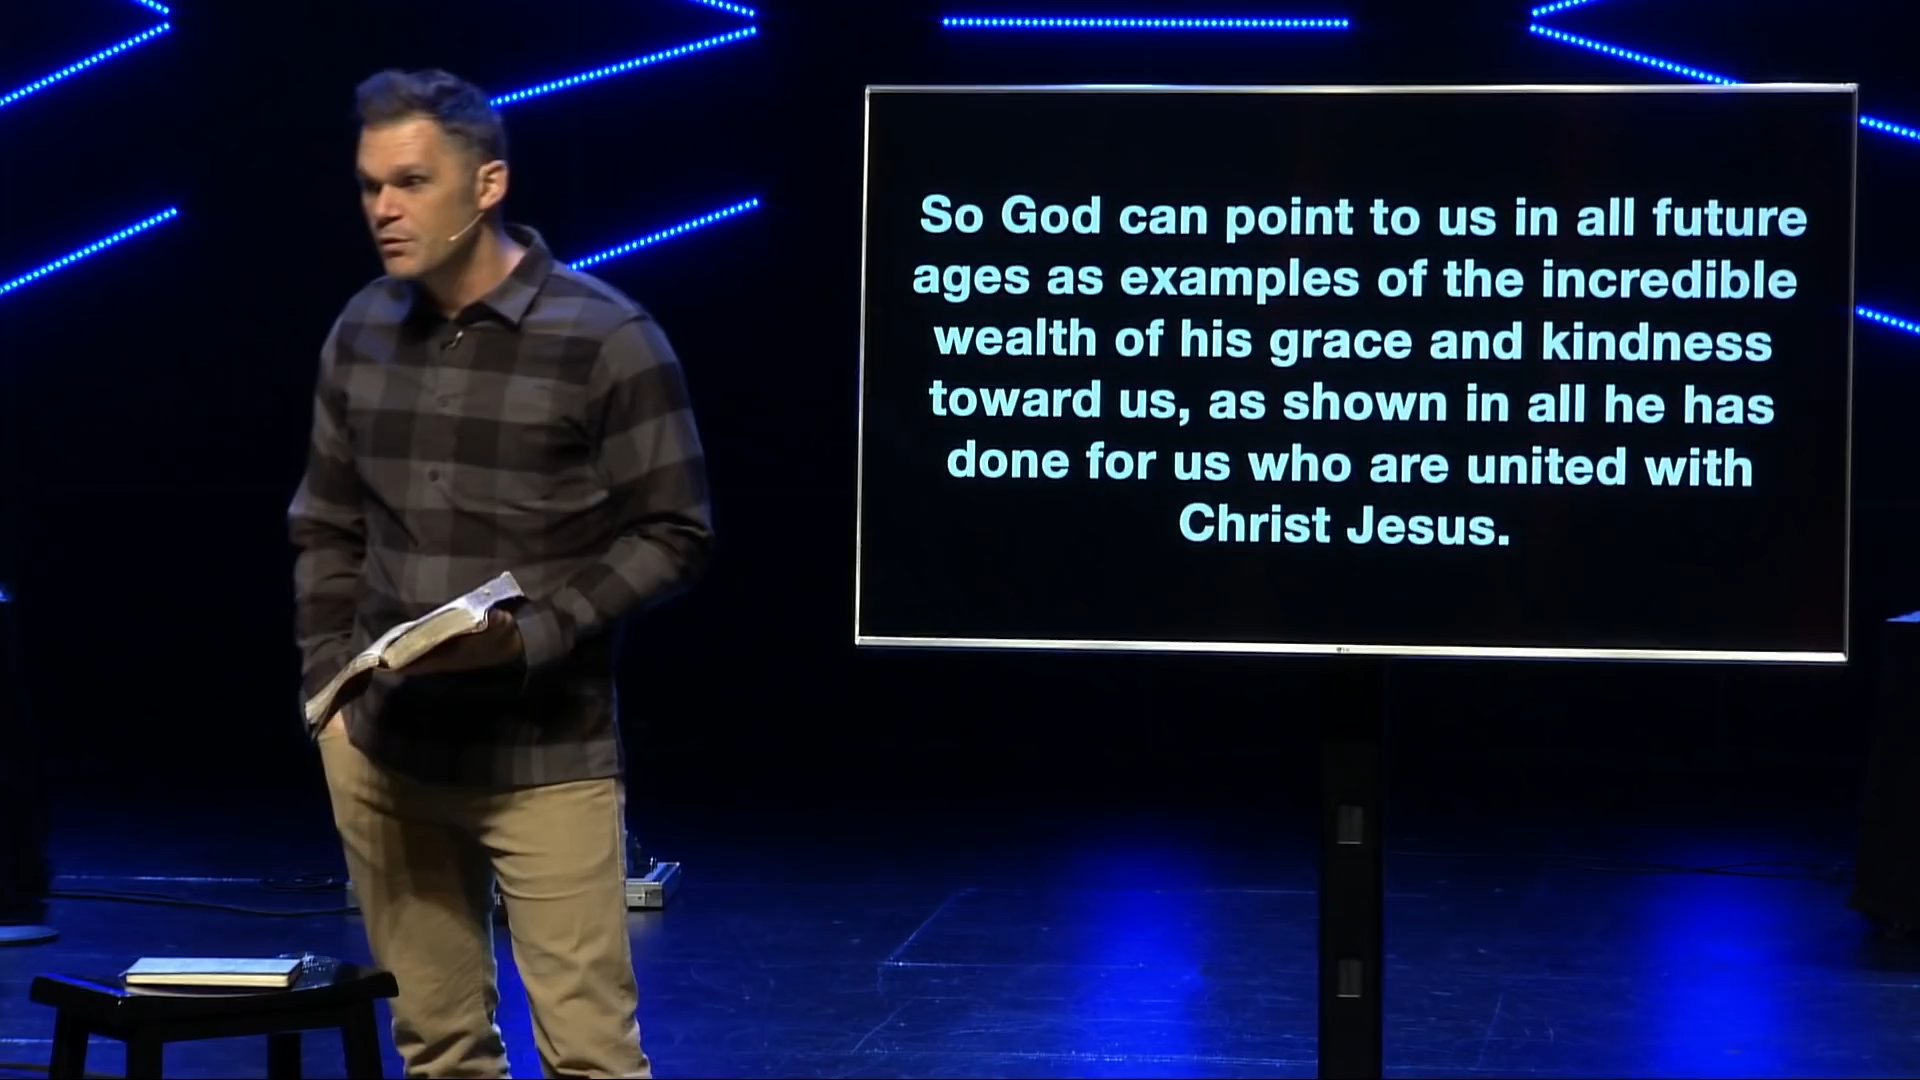 So God can point to us in all future
ages as examples of the incredible
wealth of his grace and kindness
toward us, as shown in all he has
done for us who are united with
Christ Jesus.